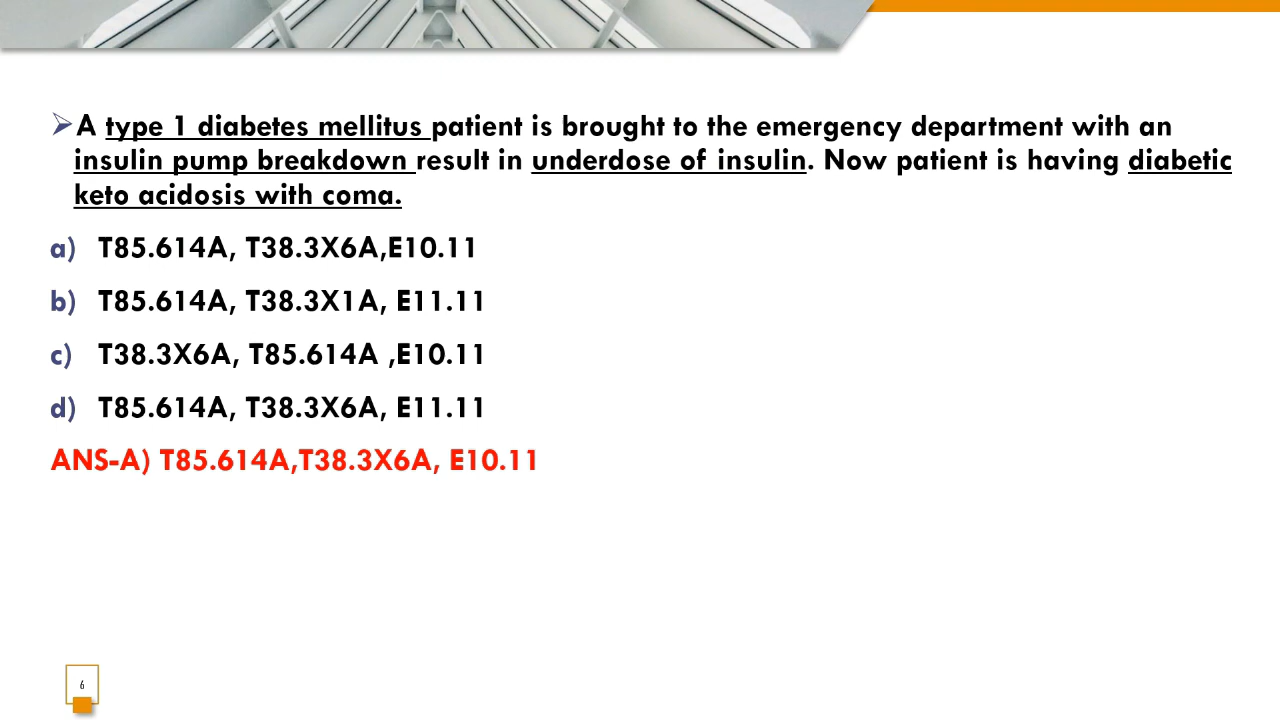 ➢A type 1 diabetes mellitus patient is brought to the emergency department with an
insulin pump breakdown result in underdose of insulin. Now patient is having diabetic
keto acidosis with coma.
a) T85.614A, T38.3X6A,E10.11
b) T85.614A, T38.3X1A, E11.11
c) T38.3X6A, T85.614A ,E10.11
d) T85.614A, T38.3X6A, E11.11
ANS-A) T85.614A,T38.3X6A, E10.11
6